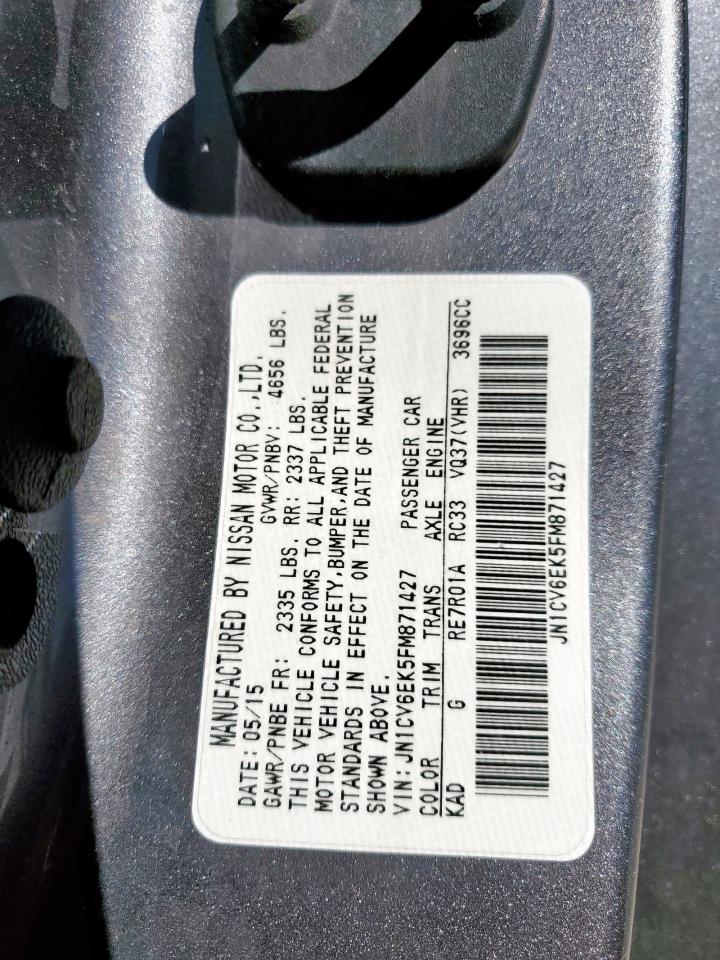 MANUFACTURED BY NISSAN MOTOR CO.,LTD.
DATE: 05/15 GVWR/PNBV: 4656 LBS.
GAWR/PNBE FR: 2335 LBS. RR: 2337 LBS.
THIS VEHICLE CONFORMS TO ALL APPLICABLE FEDERAL
MOTOR VEHICLE SAFETY,BUMPER,AND THEFT PREVENTION
STANDARDS IN EFFECT ON THE DATE OF MANUFACTURE
SHOWN ABOVE.
VIN:JN1CV6EK5FM871427 PASSENGER CAR
COLOR TRIM TRANS AXLE ENGINE
KAD G RE7R01A RC33 VQ37(VHR) 3696CC
JN1CV6EK5FM871427